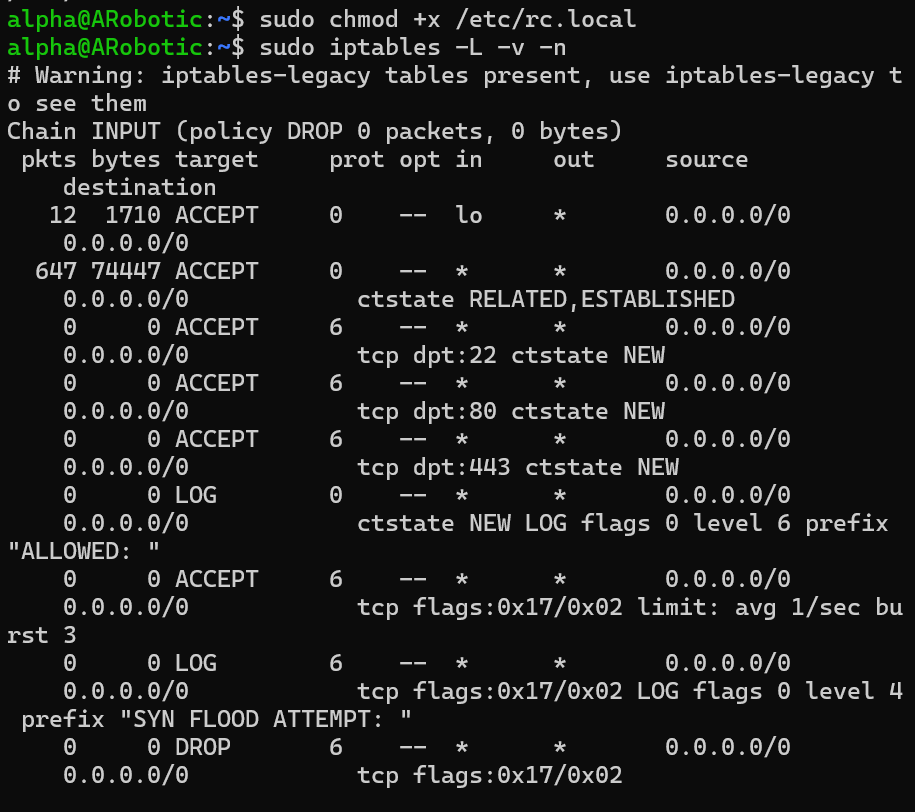 alpha@ARobotic:~$ sudo chmod +x /etc/rc.local
alpha@ARobotic:~$ sudo iptables -L -v -n
# Warning: iptables-legacy tables present, use iptables-legacy t
o see them
Chain INPUT (policy DROP 0 packets, 0 bytes)
 pkts bytes target     prot opt in     out     source
    destination
   12  1710 ACCEPT     0    -- lo     *       0.0.0.0/0
    0.0.0.0/0
  647 74447 ACCEPT     0    -- *      *       0.0.0.0/0
    0.0.0.0/0            ctstate RELATED,ESTABLISHED
    0     0 ACCEPT     6    -- *      *       0.0.0.0/0
    0.0.0.0/0            tcp dpt:22 ctstate NEW
    0     0 ACCEPT     6    -- *      *       0.0.0.0/0
    0.0.0.0/0            tcp dpt:80 ctstate NEW
    0     0 ACCEPT     6    -- *      *       0.0.0.0/0
    0.0.0.0/0            tcp dpt:443 ctstate NEW
    0     0 LOG        0    -- *      *       0.0.0.0/0
    0.0.0.0/0            ctstate NEW LOG flags 0 level 6 prefix
"ALLOWED: "
    0     0 ACCEPT     6    -- *      *       0.0.0.0/0
    0.0.0.0/0            tcp flags:0x17/0x02 limit: avg 1/sec bu
rst 3
    0     0 LOG        6    -- *      *       0.0.0.0/0
    0.0.0.0/0            tcp flags:0x17/0x02 LOG flags 0 level 4
 prefix "SYN FLOOD ATTEMPT: "
    0     0 DROP       6    -- *      *       0.0.0.0/0
    0.0.0.0/0            tcp flags:0x17/0x02